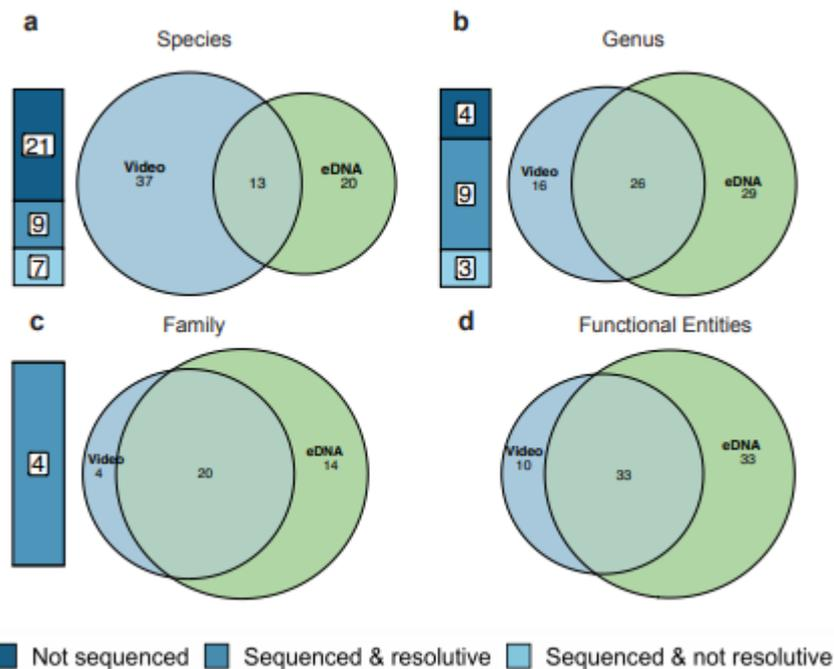 a
Species
21
9
7
Video
37
13
eDNA
20
b
Genus
4
9
3
Video
16
26
eDNA
29
c
Family
4
Video
4
20
eDNA
14
d
Functional Entities
Video
10
33
eDNA
33
Not sequenced
Sequenced & resolutive
Sequenced & not resolutive